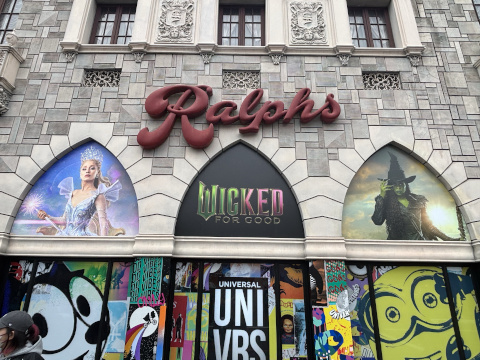 Ralphs
WICKED
FOR GOOD
UNIVERSAL
UNI
VRS